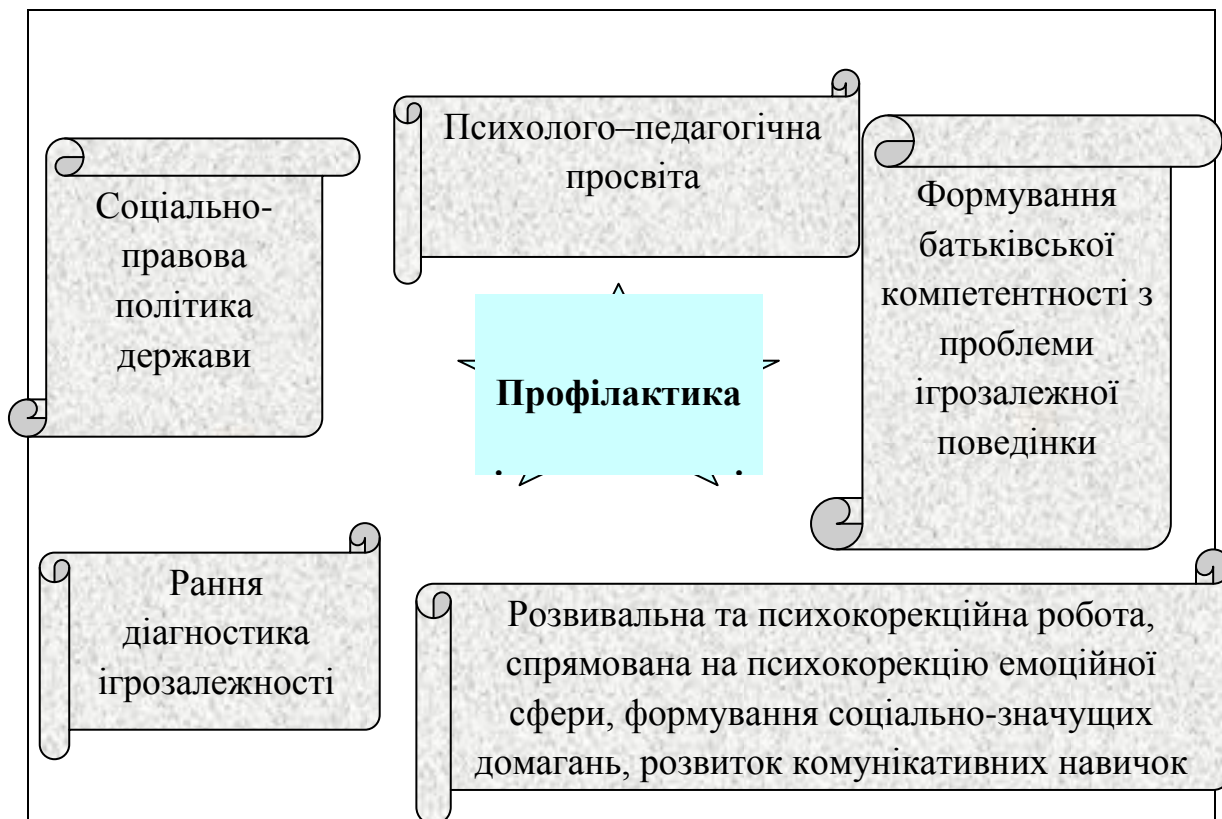 Психолого–педагогічна
просвіта
Соціально-
правова
політика
держави
Формування
батьківської
компетентності з
проблеми
ігрозалежної
поведінки
Профілактика
Рання
діагностика
ігрозалежності
Розвивальна та психокорекційна робота,
спрямована на психокорекцію емоційної
сфери, формування соціально-значущих
домагань, розвиток комунікативних навичок